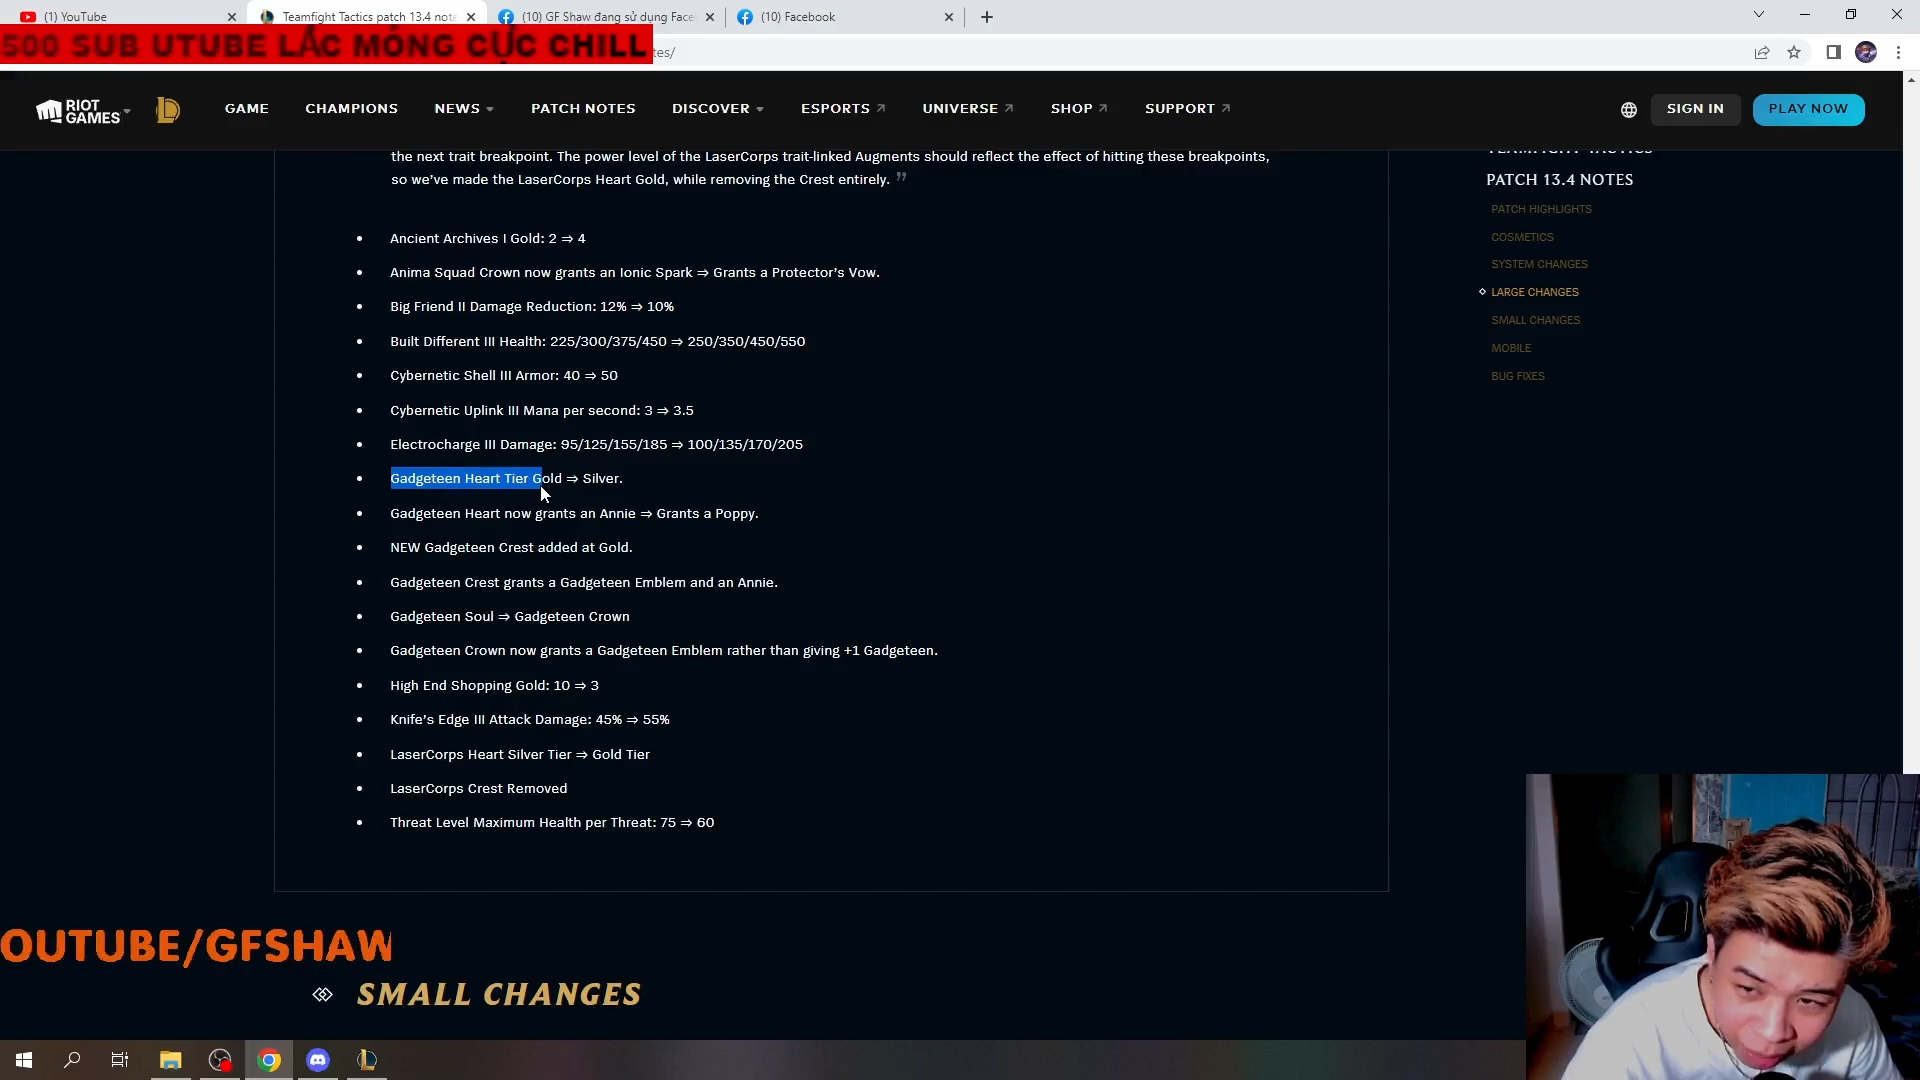 (1) YouTube
Teamfight Tactics patch 13.4 note
(10) GF Shaw đang sử dụng Face
(10) Facebook
500 SUB UTUBE LẮC MÔNG CỰC CHILL
tes/
RIOT GAMES
GAME
CHAMPIONS
NEWS
PATCH NOTES
DISCOVER
ESPORTS
UNIVERSE
SHOP
SUPPORT
SIGN IN
PLAY NOW
the next trait breakpoint. The power level of the LaserCorps trait-linked Augments should reflect the effect of hitting these breakpoints,
so we’ve made the LaserCorps Heart Gold, while removing the Crest entirely. ”
• Ancient Archives I Gold: 2 ⇒ 4
• Anima Squad Crown now grants an Ionic Spark ⇒ Grants a Protector’s Vow.
• Big Friend II Damage Reduction: 12% ⇒ 10%
• Built Different III Health: 225/300/375/450 ⇒ 250/350/450/550
• Cybernetic Shell III Armor: 40 ⇒ 50
• Cybernetic Uplink III Mana per second: 3 ⇒ 3.5
• Electrocharge III Damage: 95/125/155/185 ⇒ 100/135/170/205
• Gadgeteen Heart Tier Gold ⇒ Silver.
• Gadgeteen Heart now grants an Annie ⇒ Grants a Poppy.
• NEW Gadgeteen Crest added at Gold.
• Gadgeteen Crest grants a Gadgeteen Emblem and an Annie.
• Gadgeteen Soul ⇒ Gadgeteen Crown
• Gadgeteen Crown now grants a Gadgeteen Emblem rather than giving +1 Gadgeteen.
• High End Shopping Gold: 10 ⇒ 3
• Knife’s Edge III Attack Damage: 45% ⇒ 55%
• LaserCorps Heart Silver Tier ⇒ Gold Tier
• LaserCorps Crest Removed
• Threat Level Maximum Health per Threat: 75 ⇒ 60
TEAMFIGHT TACTICS
PATCH 13.4 NOTES
PATCH HIGHLIGHTS
COSMETICS
SYSTEM CHANGES
LARGE CHANGES
SMALL CHANGES
MOBILE
BUG FIXES
OUTUBE/GFSHAW
SMALL CHANGES